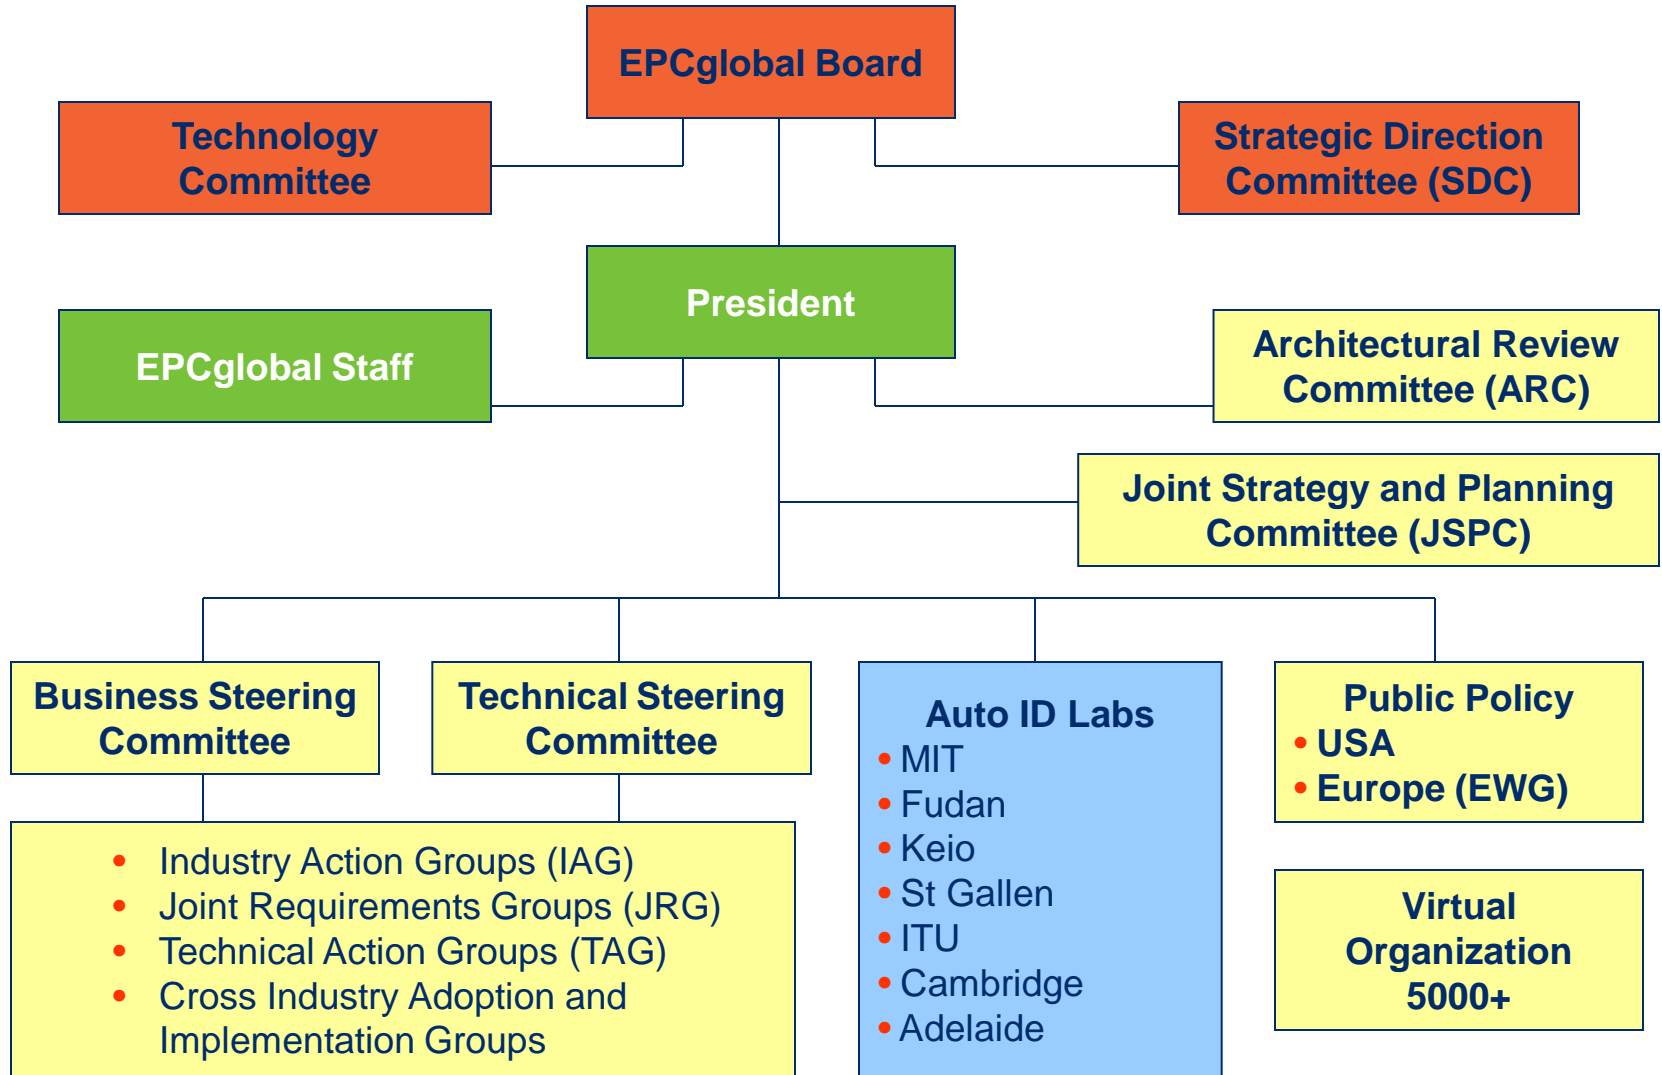 EPCglobal Board
Technology
Committee
Strategic Direction
Committee (SDC)
President
EPCglobal Staff
Architectural Review
Committee (ARC)
Joint Strategy and Planning
Committee (JSPC)
Business Steering
Committee
Technical Steering
Committee
• Industry Action Groups (IAG)
• Joint Requirements Groups (JRG)
• Technical Action Groups (TAG)
• Cross Industry Adoption and
Implementation Groups
Auto ID Labs
• MIT
• Fudan
• Keio
• St Gallen
• ITU
• Cambridge
• Adelaide
Public Policy
• USA
• Europe (EWG)
Virtual
Organization
5000+